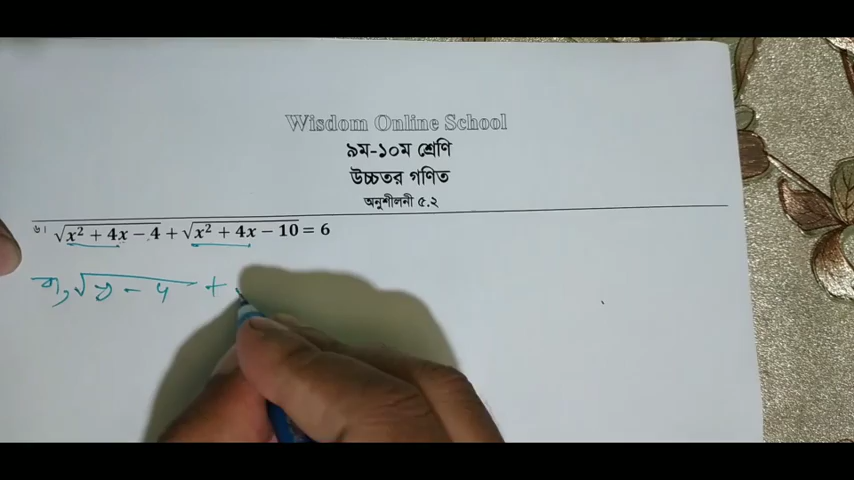 Wisdom Online School
৯ম-১০ম শ্রেণি
উচ্চতর গণিত
অনুশীলনী ৫.২
৬। √(x² + 4x − 4) + √(x² + 4x − 10) = 6
বা, √(y − 4) +